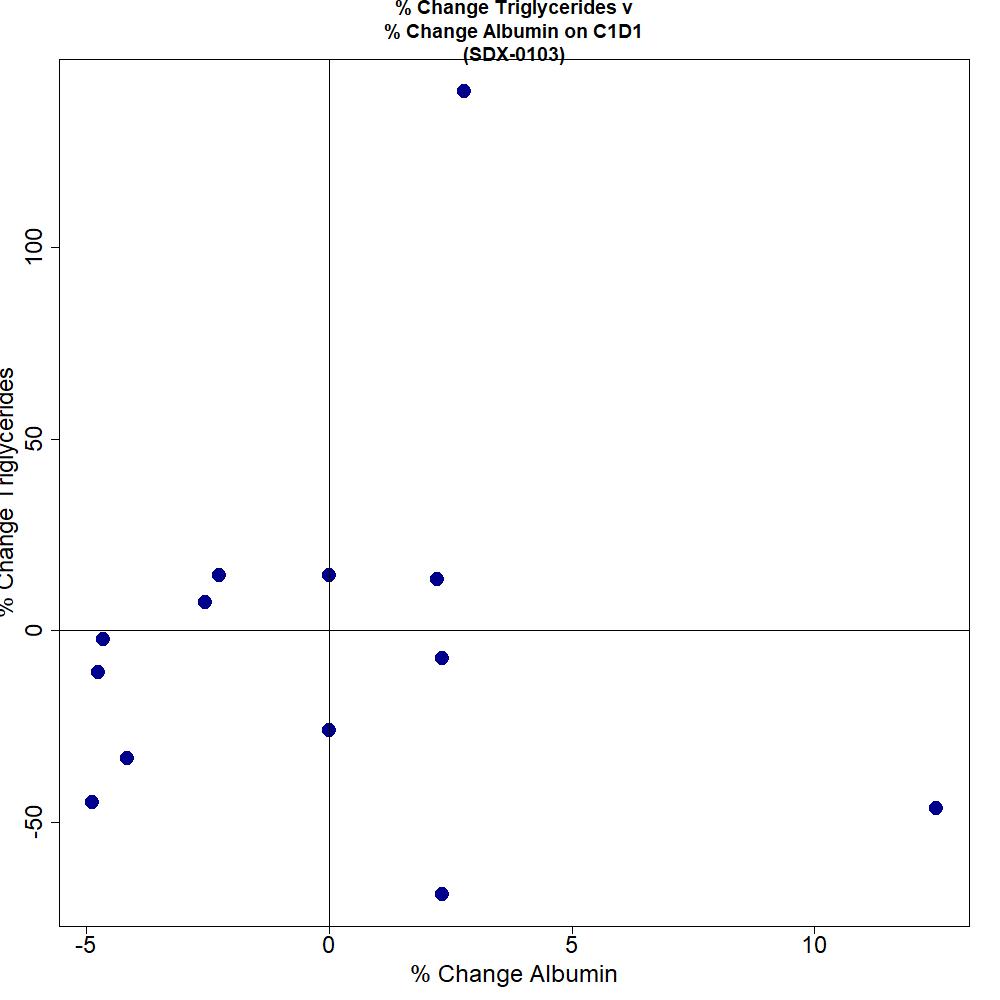 % Change Triglycerides v
% Change Albumin on C1D1
(SDX-0103)
% Change Triglycerides
100
50
0
-50
-5
0
5
10
% Change Albumin